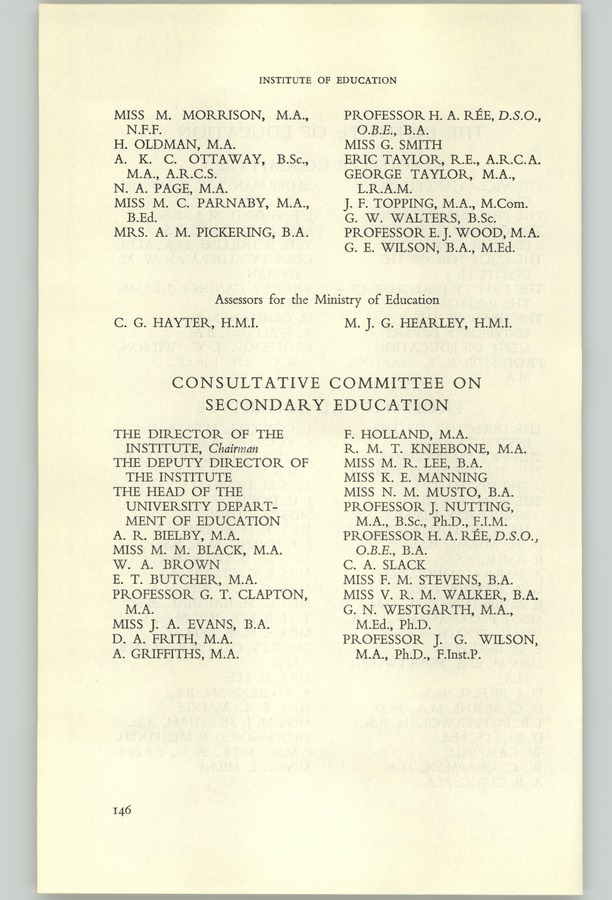 INSTITUTE OF EDUCATION
MISS M. MORRISON, M.A.,
N.F.F.
H. OLDMAN, M.A.
A. K. C. OTTAWAY, B.Sc.,
M.A., A.R.C.S.
N. A. PAGE, M.A.
MISS M. C. PARNABY, M.A.,
B.Ed.
MRS. A. M. PICKERING, B.A.
PROFESSOR H. A. RÉE, D.S.O.,
O.B.E., B.A.
MISS G. SMITH
ERIC TAYLOR, R.E., A.R.C.A.
GEORGE TAYLOR, M.A.,
L.R.A.M.
J. F. TOPPING, M.A., M.Com.
G. W. WALTERS, B.Sc.
PROFESSOR E. J. WOOD, M.A.
G. E. WILSON, B.A., M.Ed.
Assessors for the Ministry of Education
C. G. HAYTER, H.M.I.
M. J. G. HEARLEY, H.M.I.
CONSULTATIVE COMMITTEE ON
SECONDARY EDUCATION
THE DIRECTOR OF THE
INSTITUTE, Chairman
THE DEPUTY DIRECTOR OF
THE INSTITUTE
THE HEAD OF THE
UNIVERSITY DEPART-
MENT OF EDUCATION
A. R. BIELBY, M.A.
MISS M. M. BLACK, M.A.
W. A. BROWN
E. T. BUTCHER, M.A.
PROFESSOR G. T. CLAPTON,
M.A.
MISS J. A. EVANS, B.A.
D. A. FRITH, M.A.
A. GRIFFITHS, M.A.
F. HOLLAND, M.A.
R. M. T. KNEEBONE, M.A.
MISS M. R. LEE, B.A.
MISS K. E. MANNING
MISS N. M. MUSTO, B.A.
PROFESSOR J. NUTTING,
M.A., B.Sc., Ph.D., F.I.M.
PROFESSOR H. A. RÉE, D.S.O.,
O.B.E., B.A.
C. A. SLACK
MISS F. M. STEVENS, B.A.
MISS V. R. M. WALKER, B.A.
G. N. WESTGARTH, M.A.,
M.Ed., Ph.D.
PROFESSOR J. G. WILSON,
M.A., Ph.D., F.Inst.P.
146